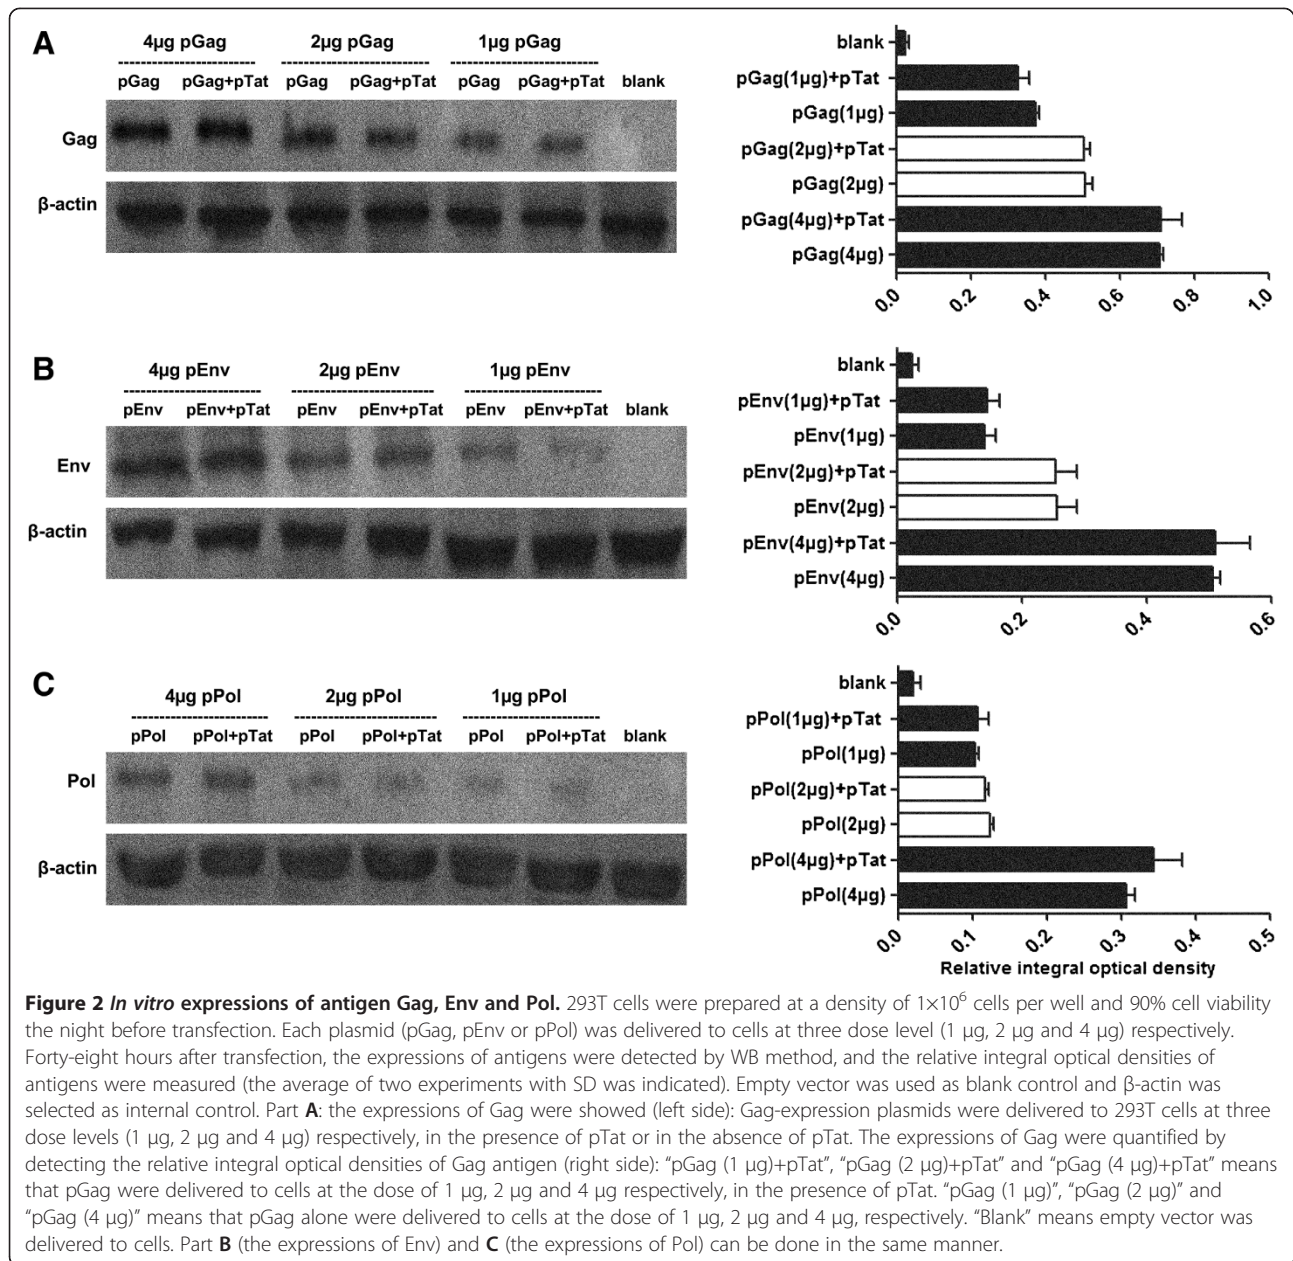 A
4µg pGag 2µg pGag 1µg pGag
pGag pGag+pTat pGag pGag+pTat pGag pGag+pTat blank
Gag
β-actin
blank
pGag(1µg)+pTat
pGag(1µg)
pGag(2µg)+pTat
pGag(2µg)
pGag(4µg)+pTat
pGag(4µg)
0.0 0.2 0.4 0.6 0.8 1.0
B
4µg pEnv 2µg pEnv 1µg pEnv
pEnv pEnv+pTat pEnv pEnv+pTat pEnv pEnv+pTat blank
Env
β-actin
blank
pEnv(1µg)+pTat
pEnv(1µg)
pEnv(2µg)+pTat
pEnv(2µg)
pEnv(4µg)+pTat
pEnv(4µg)
0.0 0.2 0.4 0.6
C
4µg pPol 2µg pPol 1µg pPol
pPol pPol+pTat pPol pPol+pTat pPol pPol+pTat blank
Pol
β-actin
blank
pPol(1µg)+pTat
pPol(1µg)
pPol(2µg)+pTat
pPol(2µg)
pPol(4µg)+pTat
pPol(4µg)
0.0 0.1 0.2 0.3 0.4 0.5
Relative integral optical density
Figure 2 In vitro expressions of antigen Gag, Env and Pol. 293T cells were prepared at a density of 1×10⁶ cells per well and 90% cell viability
the night before transfection. Each plasmid (pGag, pEnv or pPol) was delivered to cells at three dose level (1 µg, 2 µg and 4 µg) respectively.
Forty-eight hours after transfection, the expressions of antigens were detected by WB method, and the relative integral optical densities of
antigens were measured (the average of two experiments with SD was indicated). Empty vector was used as blank control and β-actin was
selected as internal control. Part A: the expressions of Gag were showed (left side): Gag-expression plasmids were delivered to 293T cells at three
dose levels (1 µg, 2 µg and 4 µg) respectively, in the presence of pTat or in the absence of pTat. The expressions of Gag were quantified by
detecting the relative integral optical densities of Gag antigen (right side): “pGag (1 µg)+pTat”, “pGag (2 µg)+pTat” and “pGag (4 µg)+pTat” means
that pGag were delivered to cells at the dose of 1 µg, 2 µg and 4 µg respectively, in the presence of pTat. “pGag (1 µg)”, “pGag (2 µg)” and
“pGag (4 µg)” means that pGag alone were delivered to cells at the dose of 1 µg, 2 µg and 4 µg, respectively. “Blank” means empty vector was
delivered to cells. Part B (the expressions of Env) and C (the expressions of Pol) can be done in the same manner.